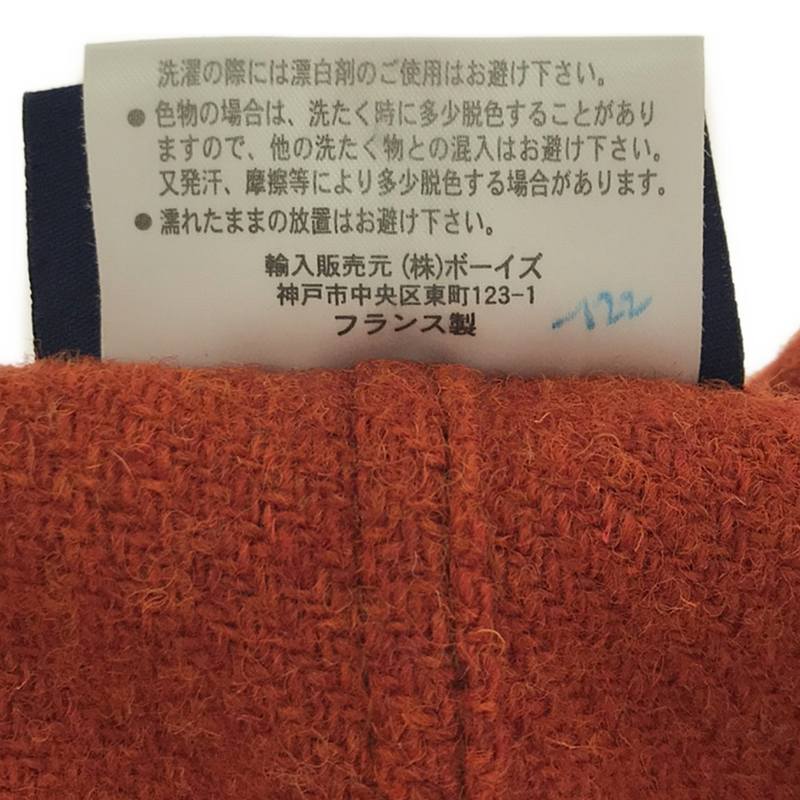 洗濯の際には漂白剤のご使用はお避け下さい。
●色物の場合は、洗たく時に多少脱色することがあり
ますので、他の洗たく物との混入はお避け下さい。
又発汗、摩擦等により多少脱色する場合があります。
●濡れたままの放置はお避け下さい。
輸入販売元 (株)ボーイズ
神戸市中央区東町123-1
フランス製
-122